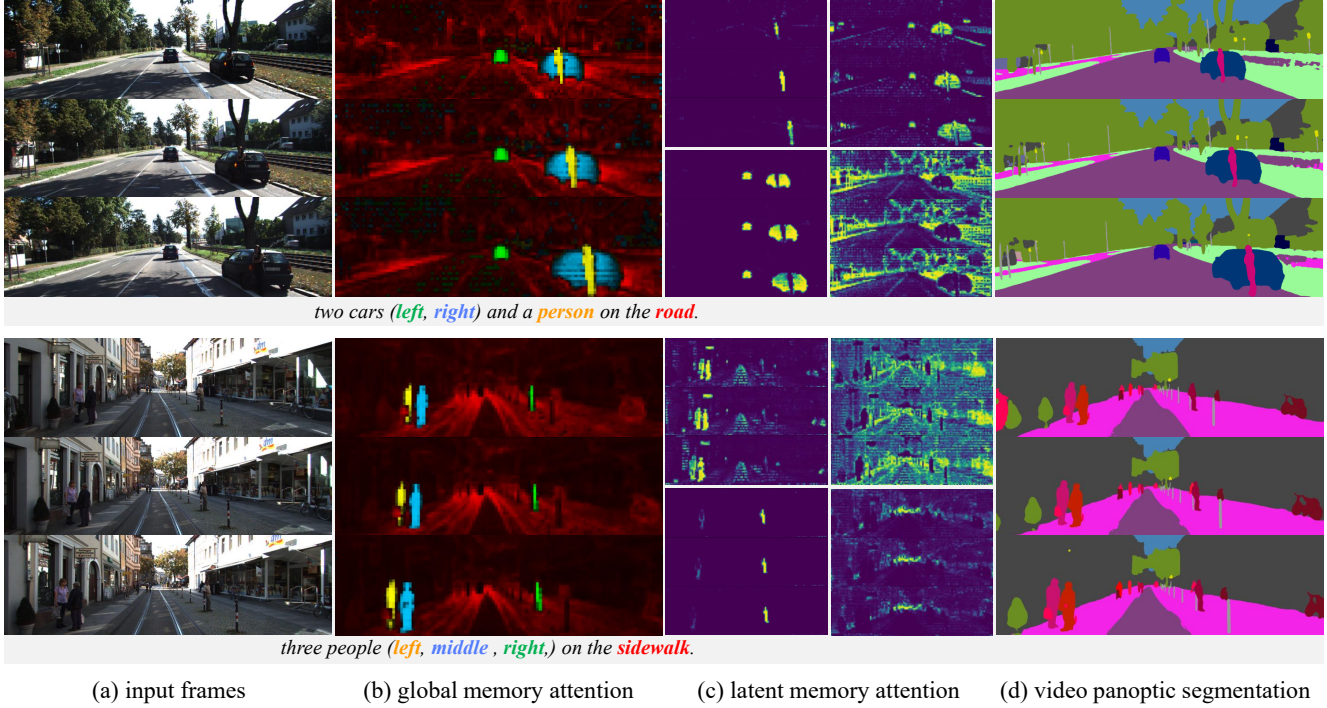 two cars (left, right) and a person on the road.
three people (left, middle , right,) on the sidewalk.
(a) input frames
(b) global memory attention
(c) latent memory attention
(d) video panoptic segmentation